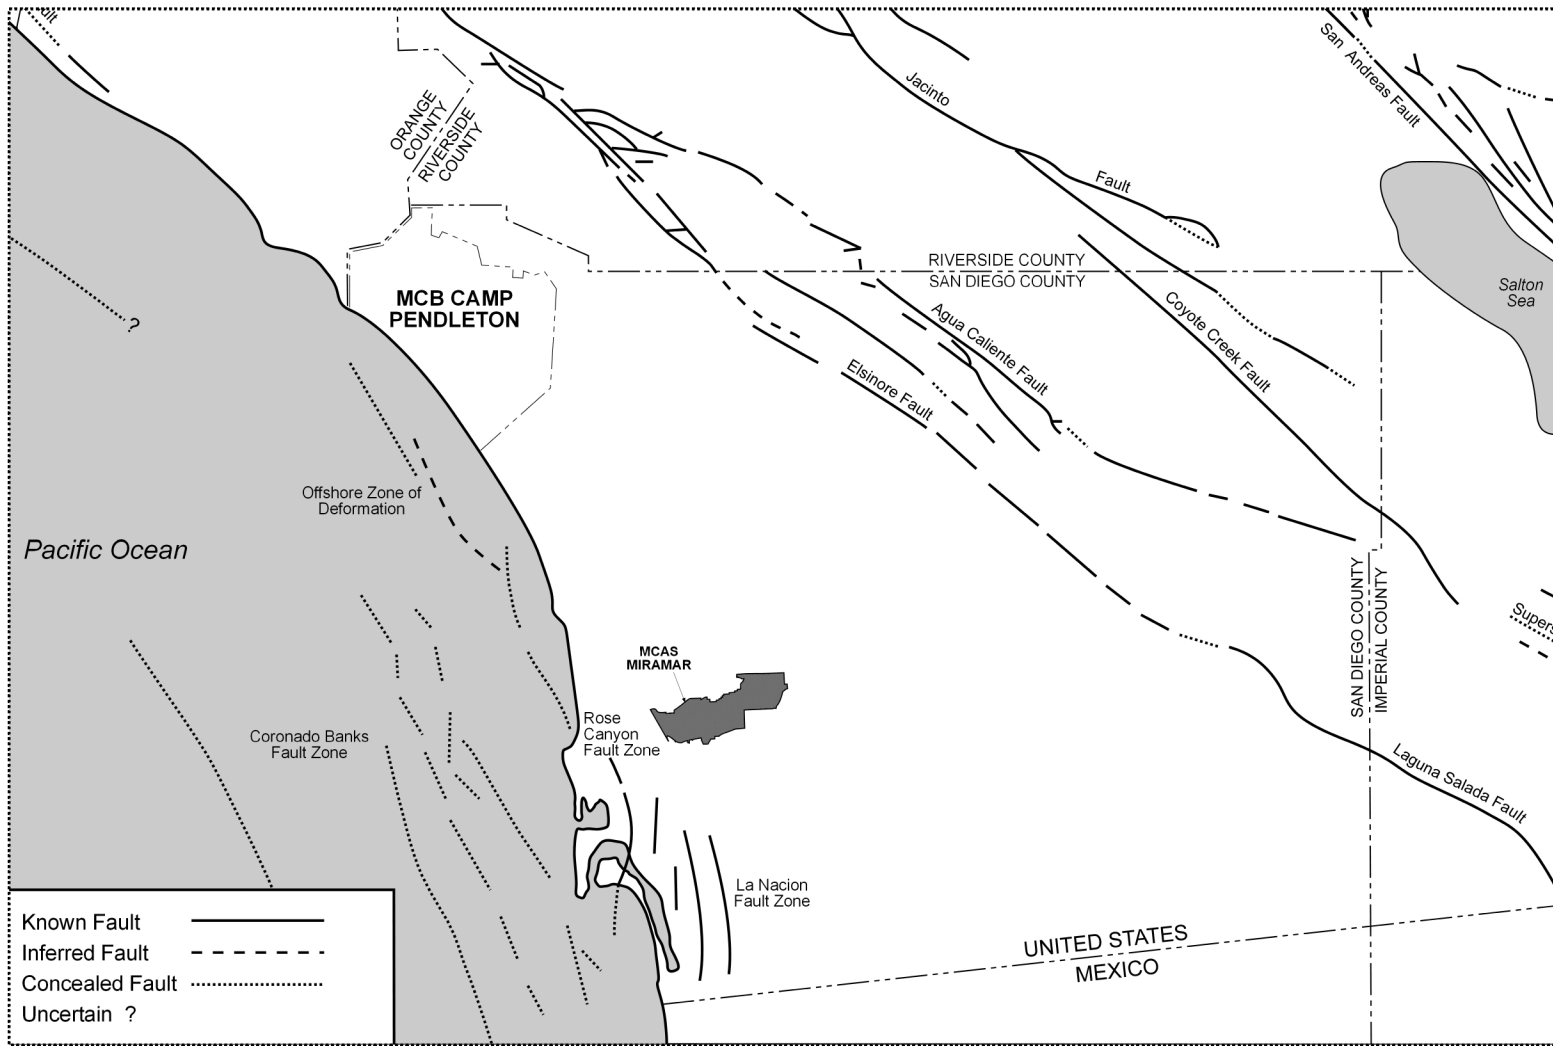 ult
ORANGE
COUNTY
RIVERSIDE
COUNTY
Jacinto
Fault
San Andreas Fault
RIVERSIDE COUNTY
SAN DIEGO COUNTY
Salton
Sea
MCB CAMP
PENDLETON
?
Agua Caliente Fault
Coyote Creek Fault
Elsinore Fault
Offshore Zone of
Deformation
Pacific Ocean
SAN DIEGO COUNTY
IMPERIAL COUNTY
Supers
MCAS
MIRAMAR
Rose
Canyon
Fault Zone
Coronado Banks
Fault Zone
Laguna Salada Fault
La Nacion
Fault Zone
UNITED STATES
MEXICO
Known Fault
Inferred Fault
Concealed Fault
Uncertain ?